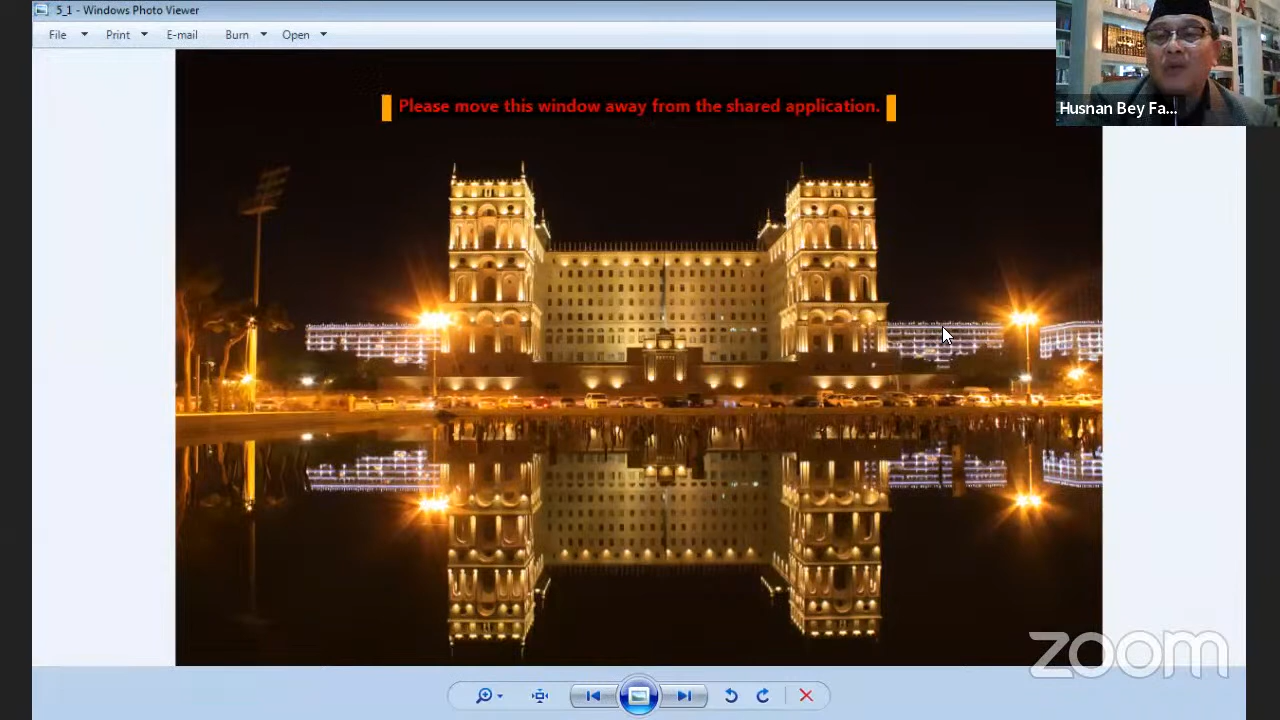 5_1 - Windows Photo Viewer
File Print E-mail Burn Open
Please move this window away from the shared application.
Husnan Bey Fa...
zoom